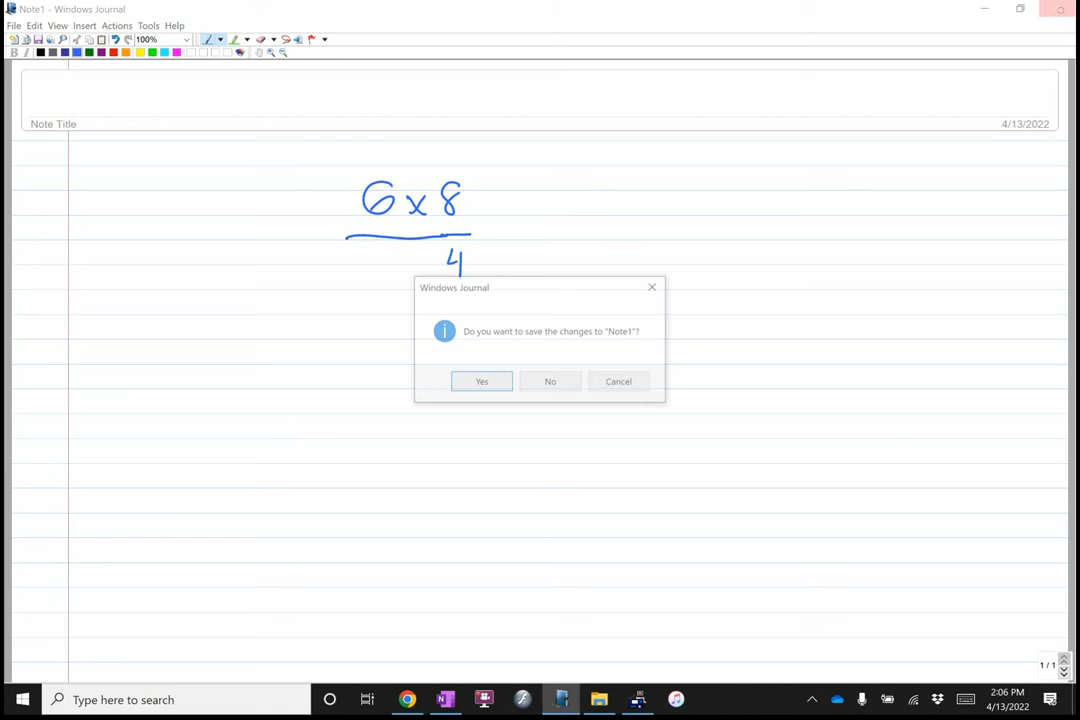 Note1 - Windows Journal
File Edit View Insert Actions Tools Help
100%
B I
Note Title
4/13/2022
6 x 8
4
Windows Journal
Do you want to save the changes to "Note1"?
Yes No Cancel
1 / 1
Type here to search
2:06 PM
4/13/2022